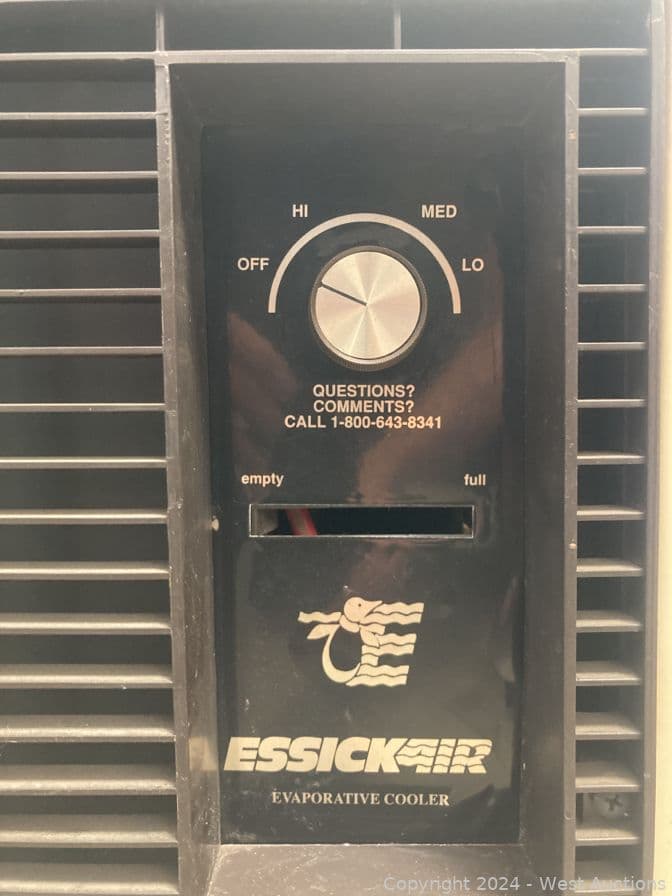 HI MED
OFF LO
QUESTIONS?
COMMENTS?
CALL 1-800-643-8341
empty full
E
ESSICKAIR
EVAPORATIVE COOLER
Copyright 2024 - West Auctions